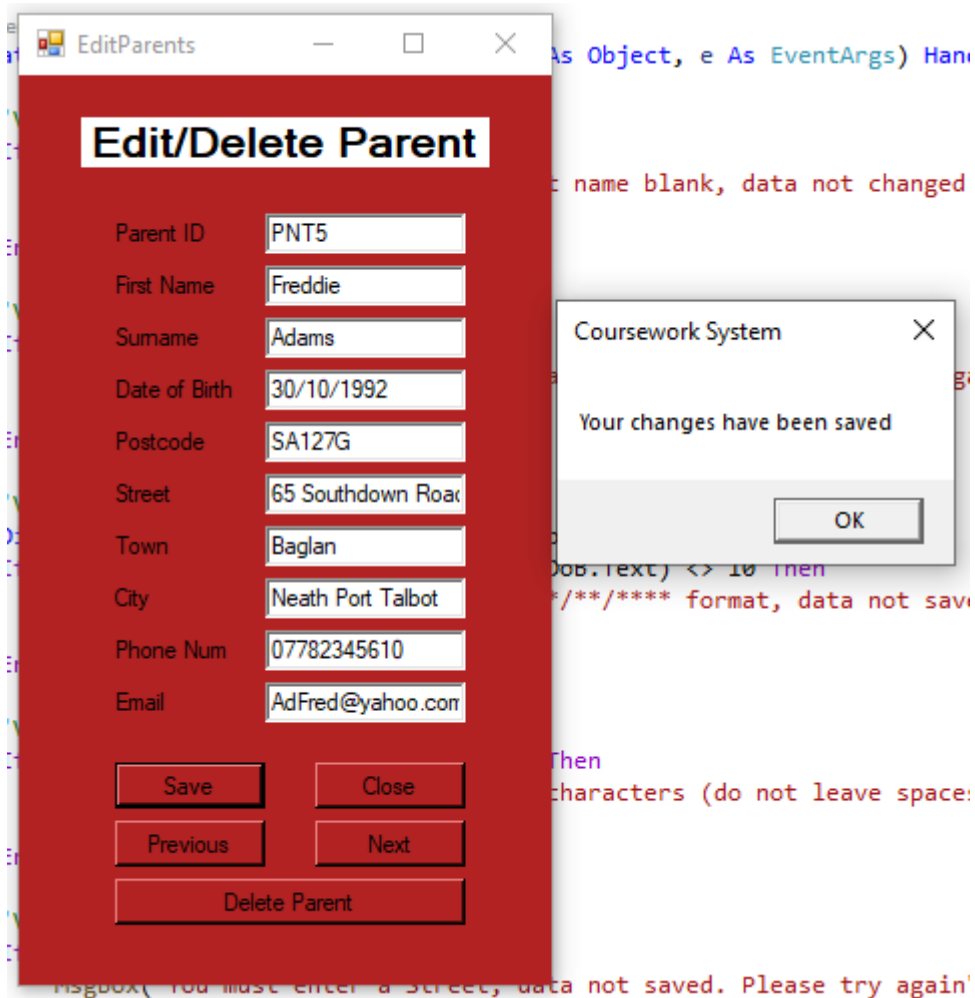 EditParents
As Object, e As EventArgs) Hand
Edit/Delete Parent
name blank, data not changed
Parent ID PNT5
First Name Freddie
Surname Adams
Coursework System
Date of Birth 30/10/1992
Your changes have been saved
Postcode SA127G
Street 65 Southdown Road
OK
Town Baglan
DoB.Text) <> 10 Then
City Neath Port Talbot
*/**/**** format, data not save
Phone Num 07782345610
Email AdFred@yahoo.com
Then
Save Close
characters (do not leave spaces
Previous Next
Delete Parent
MsgBox("You must enter a Street, data not saved. Please try again"